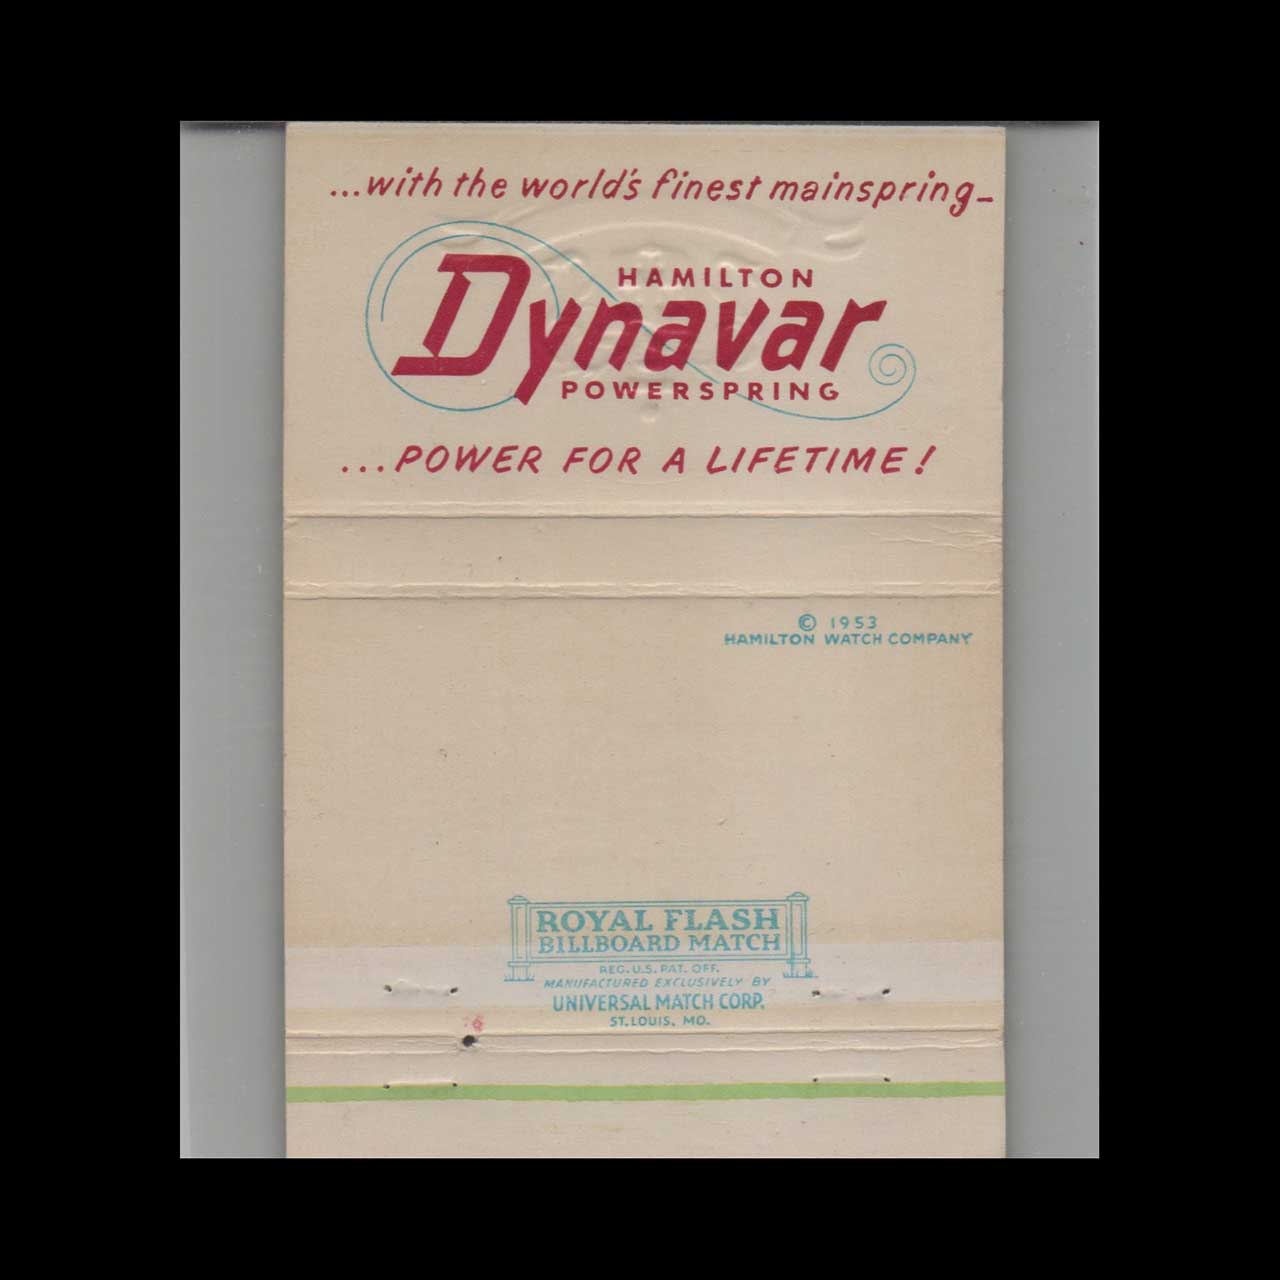 ...with the world's finest mainspring-
HAMILTON
Dynavar
POWERSPRING
...POWER FOR A LIFETIME!
© 1953
HAMILTON WATCH COMPANY
ROYAL FLASH
BILLBOARD MATCH
REG. U.S. PAT. OFF.
MANUFACTURED EXCLUSIVELY BY
UNIVERSAL MATCH CORP.
ST. LOUIS, MO.